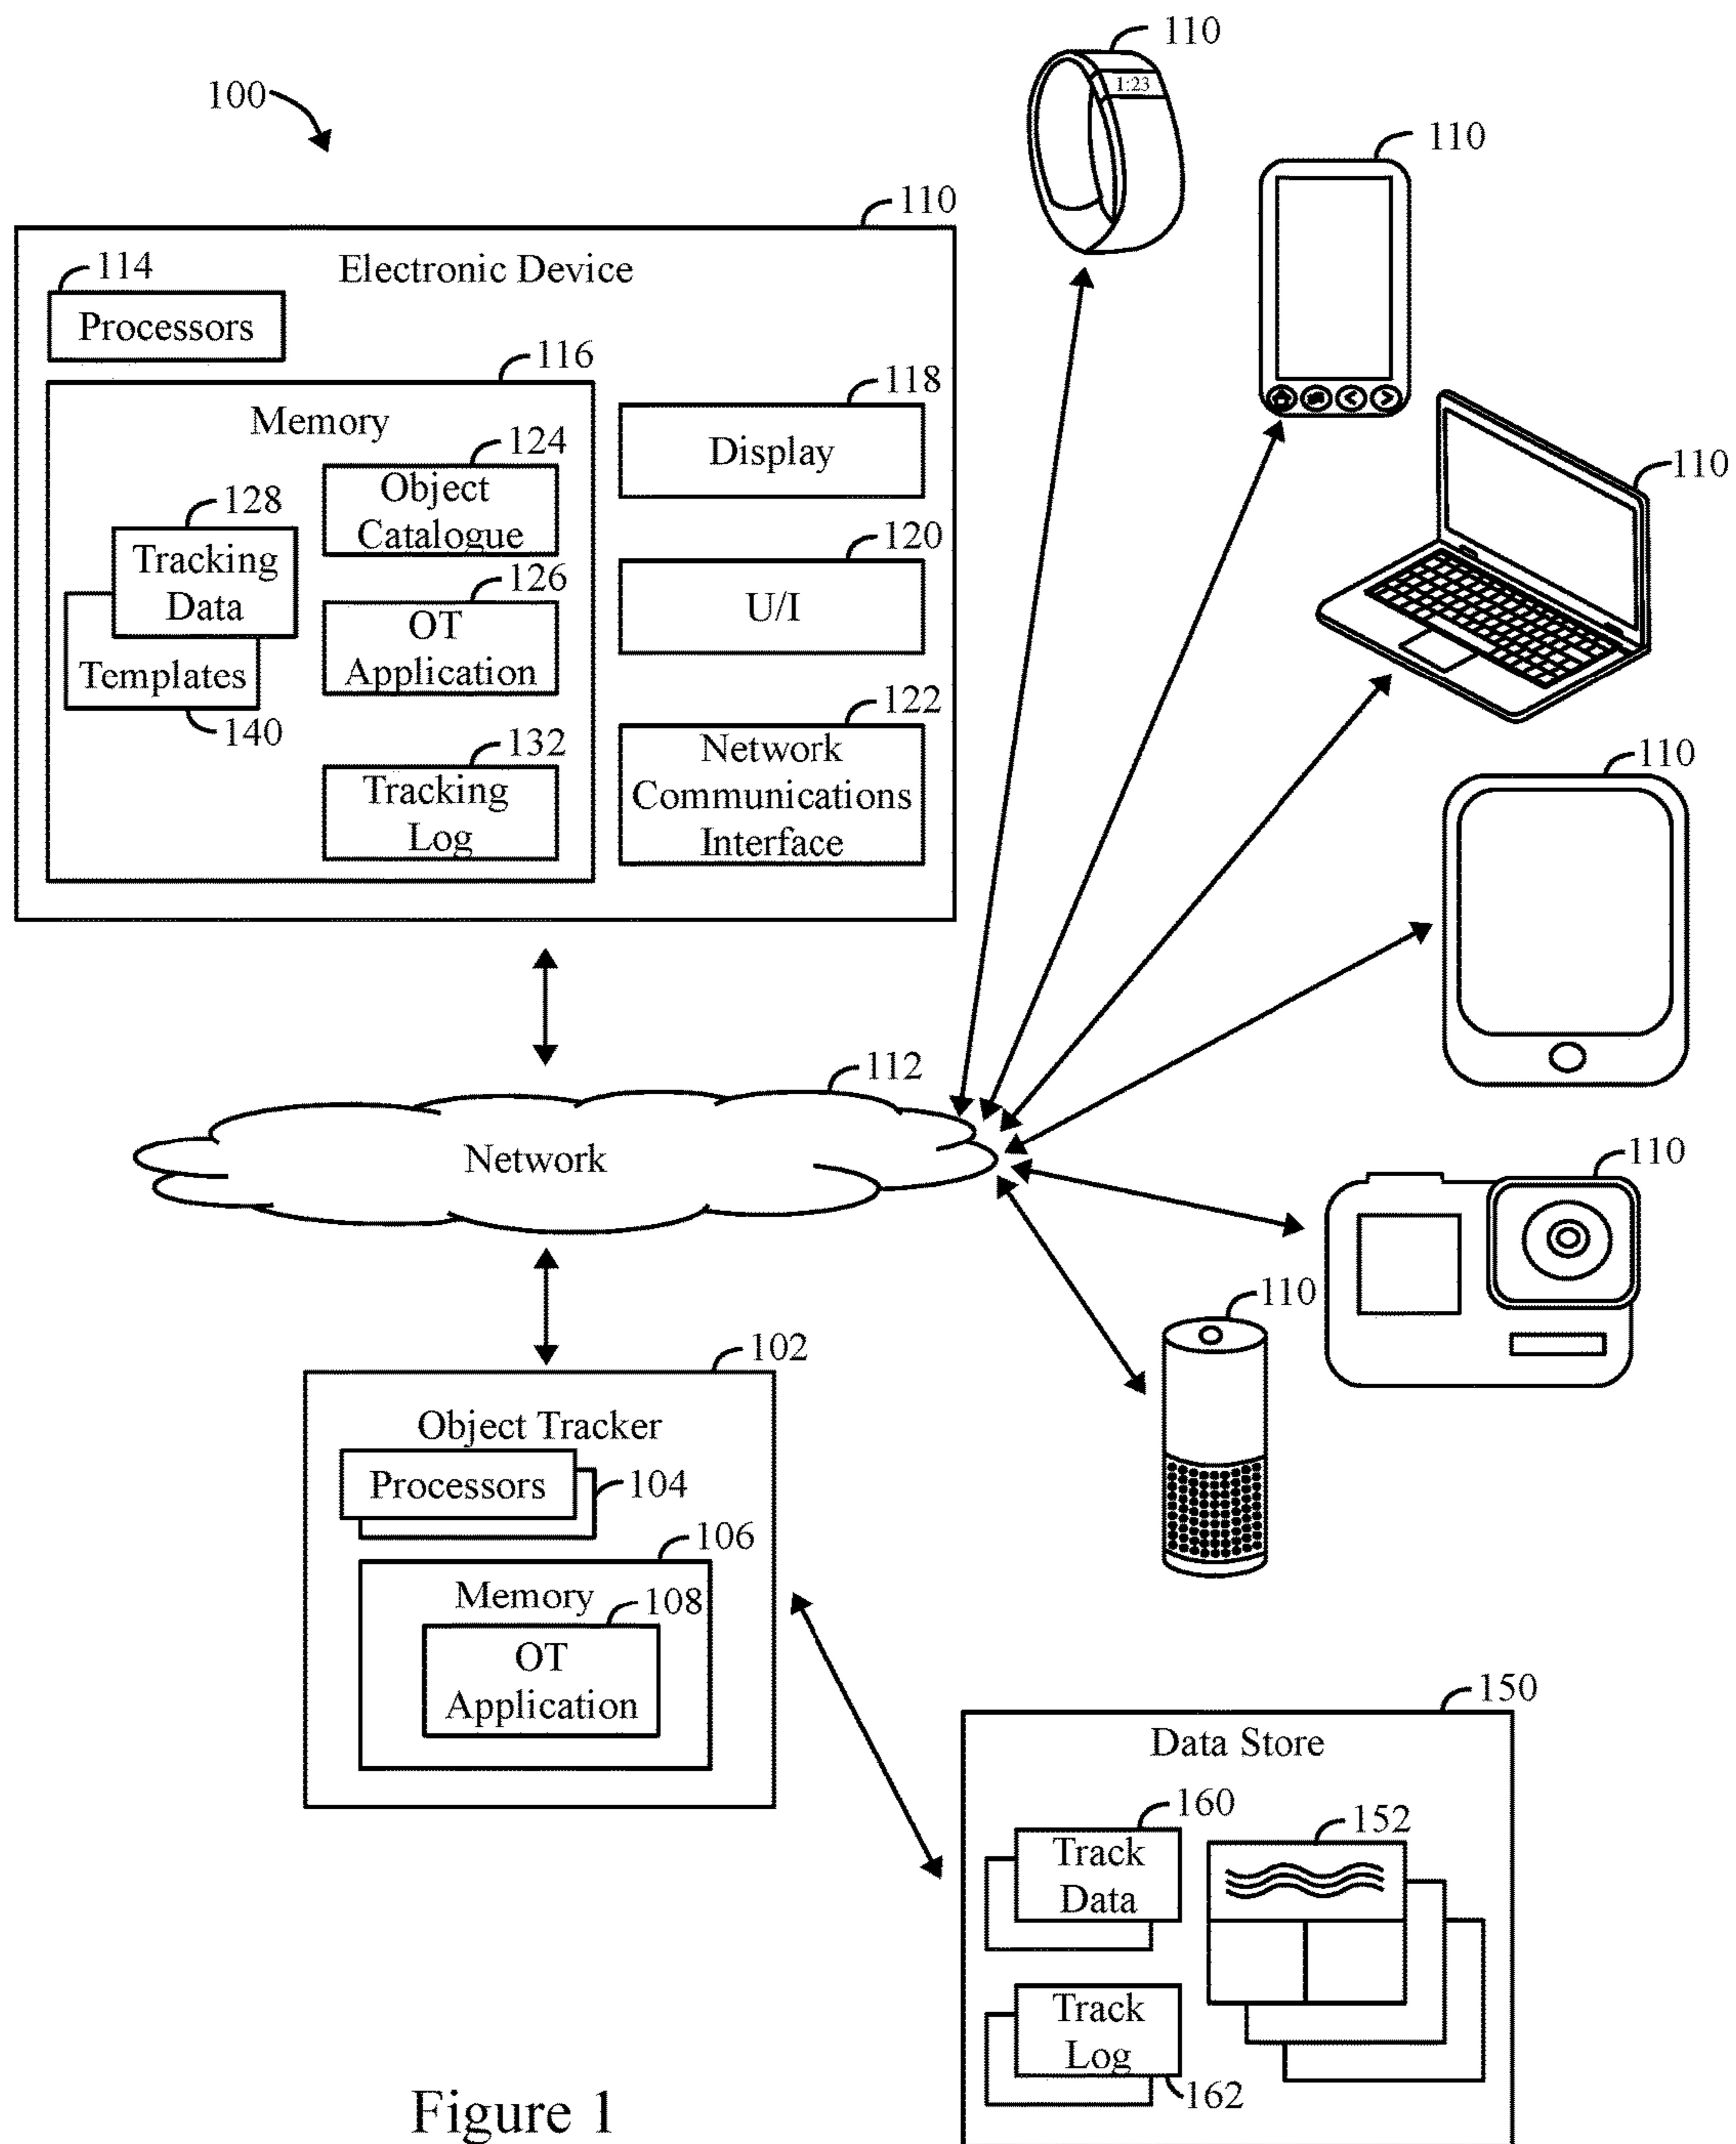 100
110
Electronic Device
114
Processors
116
Memory
124
Object
Catalogue
128
Tracking
Data
Templates
140
126
OT
Application
132
Tracking
Log
118
Display
120
U/I
122
Network
Communications
Interface
110
1:23
110
110
110
110
110
112
Network
102
Object Tracker
Processors
104
106
Memory
108
OT
Application
150
Data Store
160
Track
Data
152
Track
Log
162
Figure 1